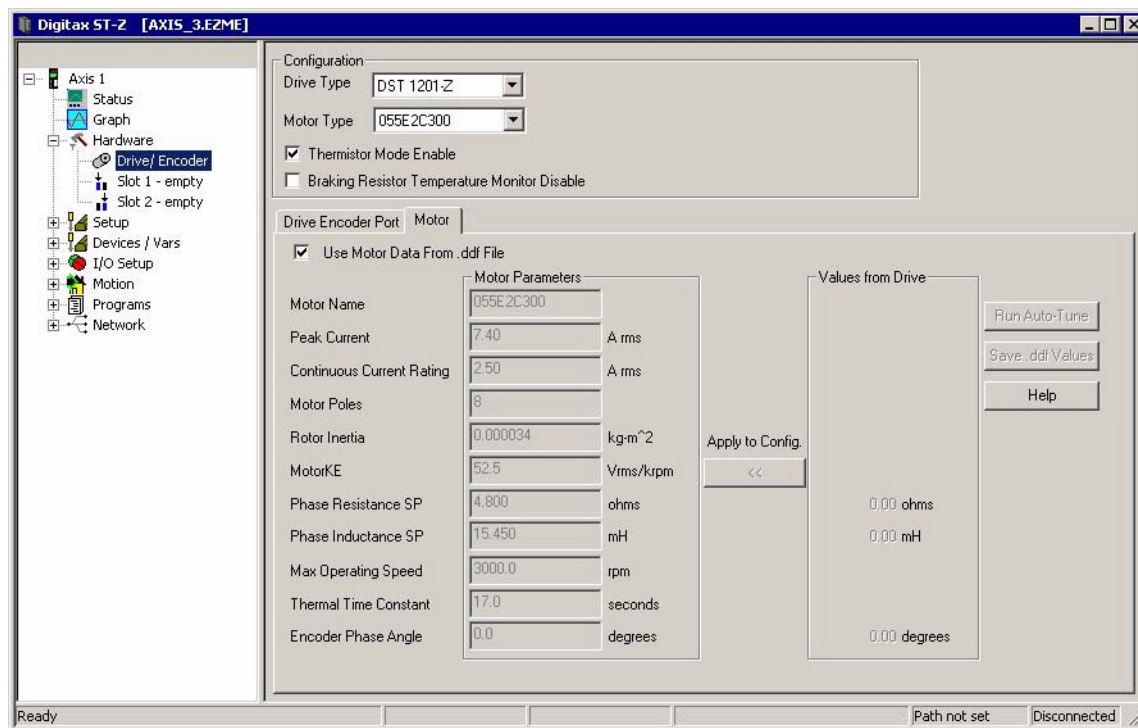 Digitax ST-Z [AXIS_3.EZME]
Axis 1
Status
Graph
Hardware
Drive/ Encoder
Slot 1 - empty
Slot 2 - empty
Setup
Devices / Vars
I/O Setup
Motion
Programs
Network
Configuration
Drive Type DST 1201-Z
Motor Type 055E2C300
Thermistor Mode Enable
Braking Resistor Temperature Monitor Disable
Drive Encoder Port Motor
Use Motor Data From .ddf File
Motor Parameters Values from Drive
Motor Name 055E2C300
Peak Current 7.40 A rms
Continuous Current Rating 2.50 A rms
Motor Poles 8
Rotor Inertia 0.000034 kg-m^2
MotorKE 52.5 Vrms/krpm
Phase Resistance SP 4.800 ohms 0.00 ohms
Phase Inductance SP 15.450 mH 0.00 mH
Max Operating Speed 3000.0 rpm
Thermal Time Constant 17.0 seconds
Encoder Phase Angle 0.0 degrees 0.00 degrees
Apply to Config.
<<
Run Auto-Tune
Save .ddf Values
Help
Ready Path not set Disconnected